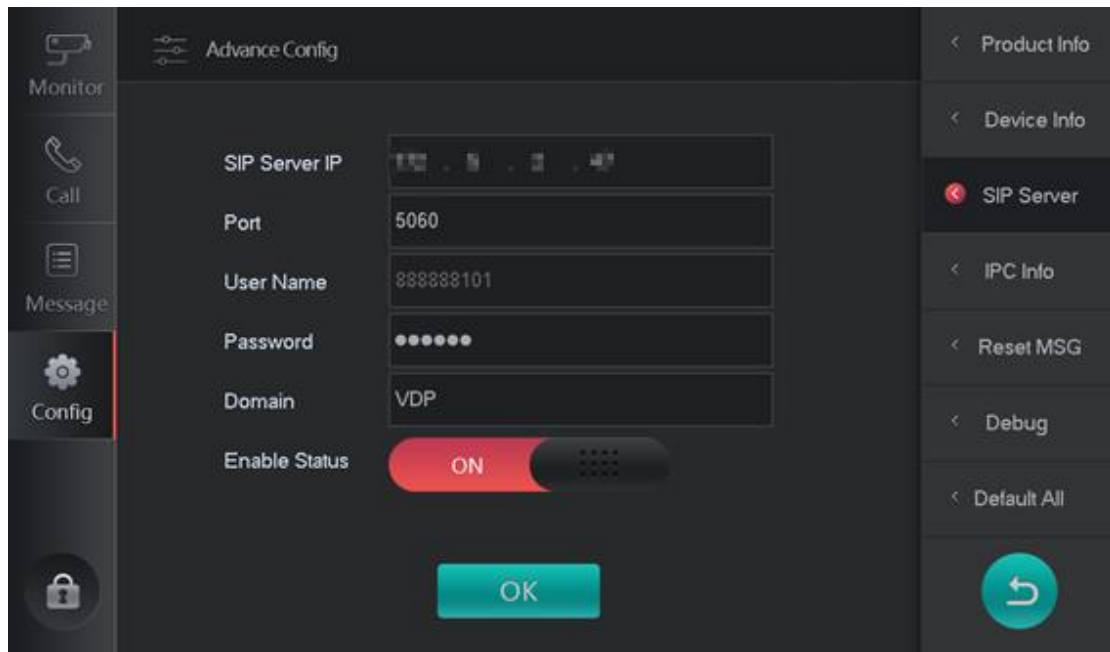 Monitor
Call
Message
Config
Advance Config
SIP Server IP
Port
5060
User Name
888888101
Password
●●●●●●
Domain
VDP
Enable Status
ON
OK
Product Info
Device Info
SIP Server
IPC Info
Reset MSG
Debug
Default All